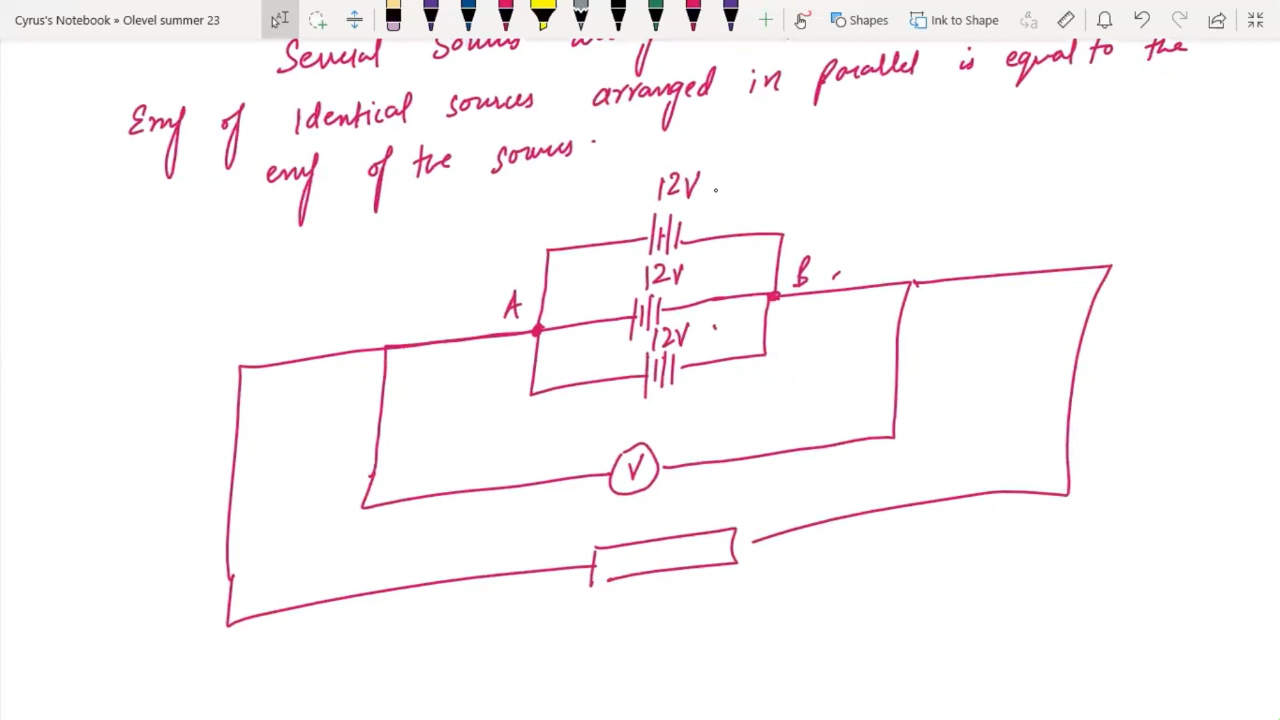 Cyrus's Notebook » Olevel summer 23
Shapes
Ink to Shape
Several
Emf of Identical sources arranged in parallel is equal to the
emf of the sources.
12V
12V
B
A
12V
V